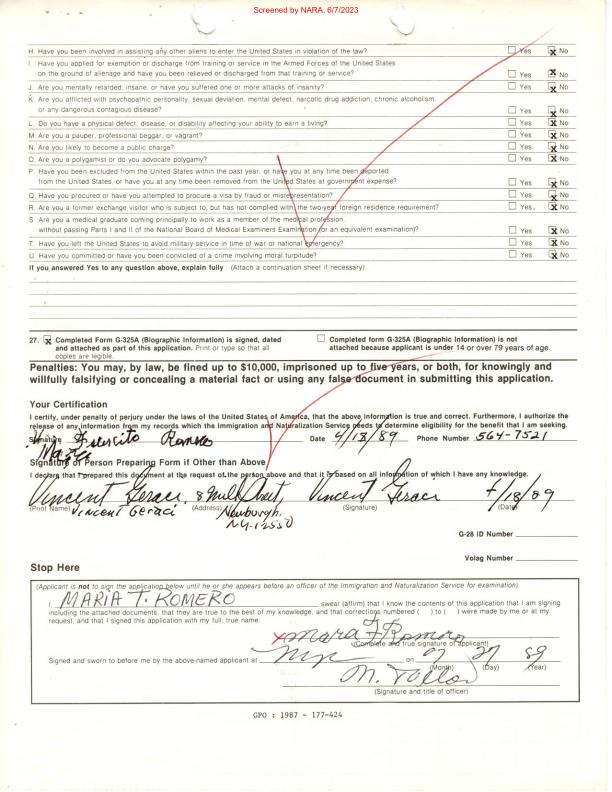 Screened by NARA, 6/7/2023
H. Have you been involved in assisting any other aliens to enter the United States in violation of the law? Yes x No
I. Have you applied for exemption or discharge from training or service in the Armed Forces of the United States
on the ground of alienage and have you been relieved or discharged from that training or service? Yes x No
J. Are you mentally retarded, insane, or have you suffered one or more attacks of insanity? Yes x No
K. Are you afflicted with psychopathic personality, sexual deviation, mental defect, narcotic drug addiction, chronic alcoholism,
or any dangerous contagious disease? Yes x No
L. Do you have a physical defect, disease, or disability affecting your ability to earn a living? Yes x No
M. Are you a pauper, professional beggar, or vagrant? Yes x No
N. Are you likely to become a public charge? Yes x No
O. Are you a polygamist or do you advocate polygamy? Yes x No
P. Have you been excluded from the United States within the past year, or have you at any time been deported
from the United States, or have you at any time been removed from the United States at government expense? Yes x No
Q. Have you procured or have you attempted to procure a visa by fraud or misrepresentation? Yes x No
R. Are you a former exchange visitor who is subject to, but has not complied with, the two-year foreign residence requirement? Yes. x No
S. Are you a medical graduate coming principally to work as a member of the medical profession,
without passing Parts I and II of the National Board of Medical Examiners Examination (or an equivalent examination)? Yes x No
T. Have you left the United States to avoid military service in time of war or national emergency? Yes x No
U. Have you committed or have you been convicted of a crime involving moral turpitude? Yes x No
If you answered Yes to any question above, explain fully (Attach a continuation sheet if necessary):
27. x Completed Form G-325A (Biographic Information) is signed, dated
and attached as part of this application. Print or type so that all
copies are legible.
Completed form G-325A (Biographic Information) is not
attached because applicant is under 14 or over 79 years of age.
Penalties: You may, by law, be fined up to $10,000, imprisoned up to five years, or both, for knowingly and
willfully falsifying or concealing a material fact or using any false document in submitting this application.
Your Certification
I certify, under penalty of perjury under the laws of the United States of America, that the above information is true and correct. Furthermore, I authorize the
release of any information from my records which the Immigration and Naturalization Service needs to determine eligibility for the benefit that I am seeking.
Signature Romero Date 4/18/89 Phone Number 564-7521
Signature of Person Preparing Form if Other than Above
I declare that I prepared this document at the request of the person above and that it is based on all information of which I have any knowledge.
Vincent Geraci, 8 Mill Street, Vincent Geraci 4/18/89
(Print Name) Vincent Geraci (Address) Newburgh, (Signature) (Date)
NY-12550
G-28 ID Number
Volag Number
Stop Here
(Applicant is not to sign the application below until he or she appears before an officer of the Immigration and Naturalization Service for examination)
I, MARIA T. ROMERO swear (affirm) that I know the contents of this application that I am signing
including the attached documents, that they are true to the best of my knowledge, and that corrections numbered ( ) to ( ) were made by me or at my
request, and that I signed this application with my full, true name:
x Romero
(Complete and true signature of applicant)
Signed and sworn to before me by the above-named applicant at NYC on 07 27 89
(Month) (Day) (Year)
(Signature and title of officer)
GPO : 1987 - 177-424